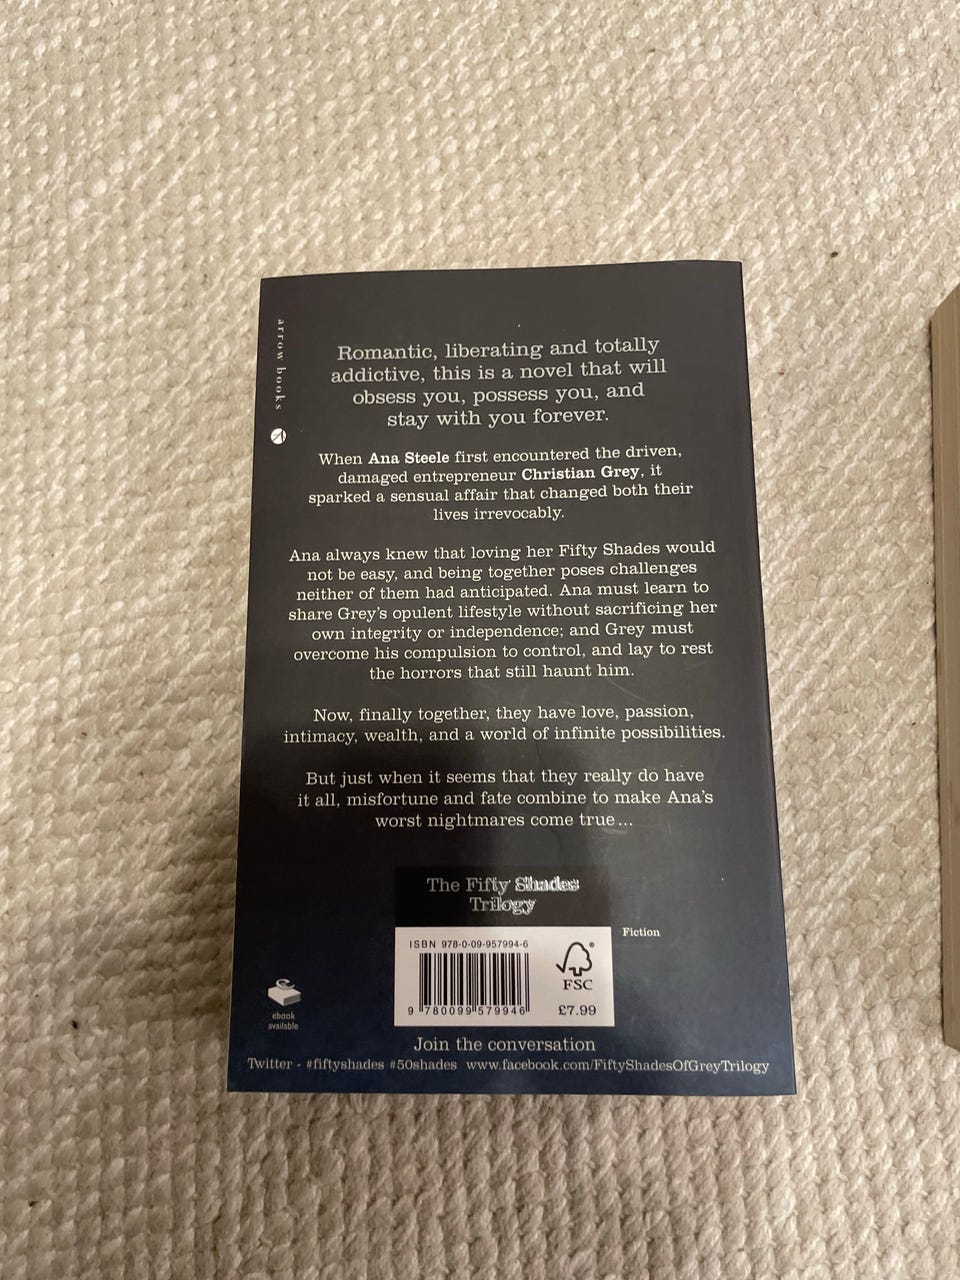 arrow books
Romantic, liberating and totally
addictive, this is a novel that will
obsess you, possess you, and
stay with you forever.
When Ana Steele first encountered the driven,
damaged entrepreneur Christian Grey, it
sparked a sensual affair that changed both their
lives irrevocably.
Ana always knew that loving her Fifty Shades would
not be easy, and being together poses challenges
neither of them had anticipated. Ana must learn to
share Grey's opulent lifestyle without sacrificing her
own integrity or independence; and Grey must
overcome his compulsion to control, and lay to rest
the horrors that still haunt him.
Now, finally together, they have love, passion,
intimacy, wealth, and a world of infinite possibilities.
But just when it seems that they really do have
it all, misfortune and fate combine to make Ana's
worst nightmares come true...
The Fifty Shades
Trilogy
Fiction
ISBN 978-0-09-957994-6
FSC
9 780099 579946
£7.99
ebook
available
Join the conversation
Twitter - #fiftyshades #50shades www.facebook.com/FiftyShadesOfGreyTrilogy